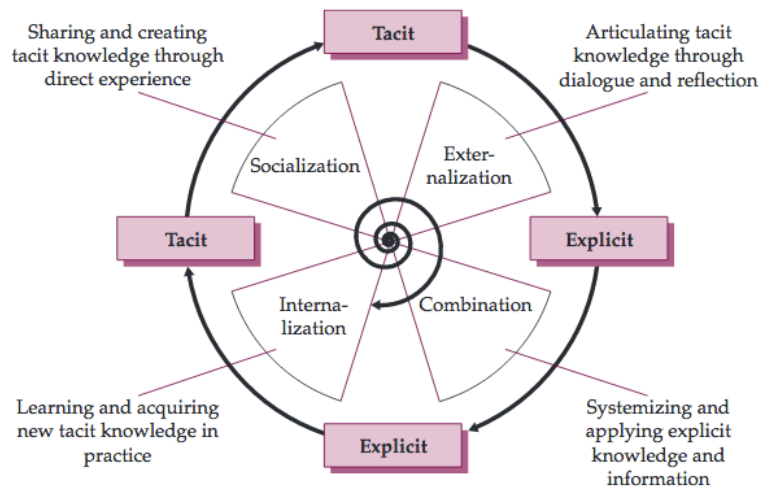 Sharing and creating
tacit knowledge through
direct experience
Tacit
Articulating tacit
knowledge through
dialogue and reflection
Socialization
Exter-
nalization
Tacit
Explicit
Interna-
lization
Combination
Learning and acquiring
new tacit knowledge in
practice
Explicit
Systemizing and
applying explicit
knowledge and
information